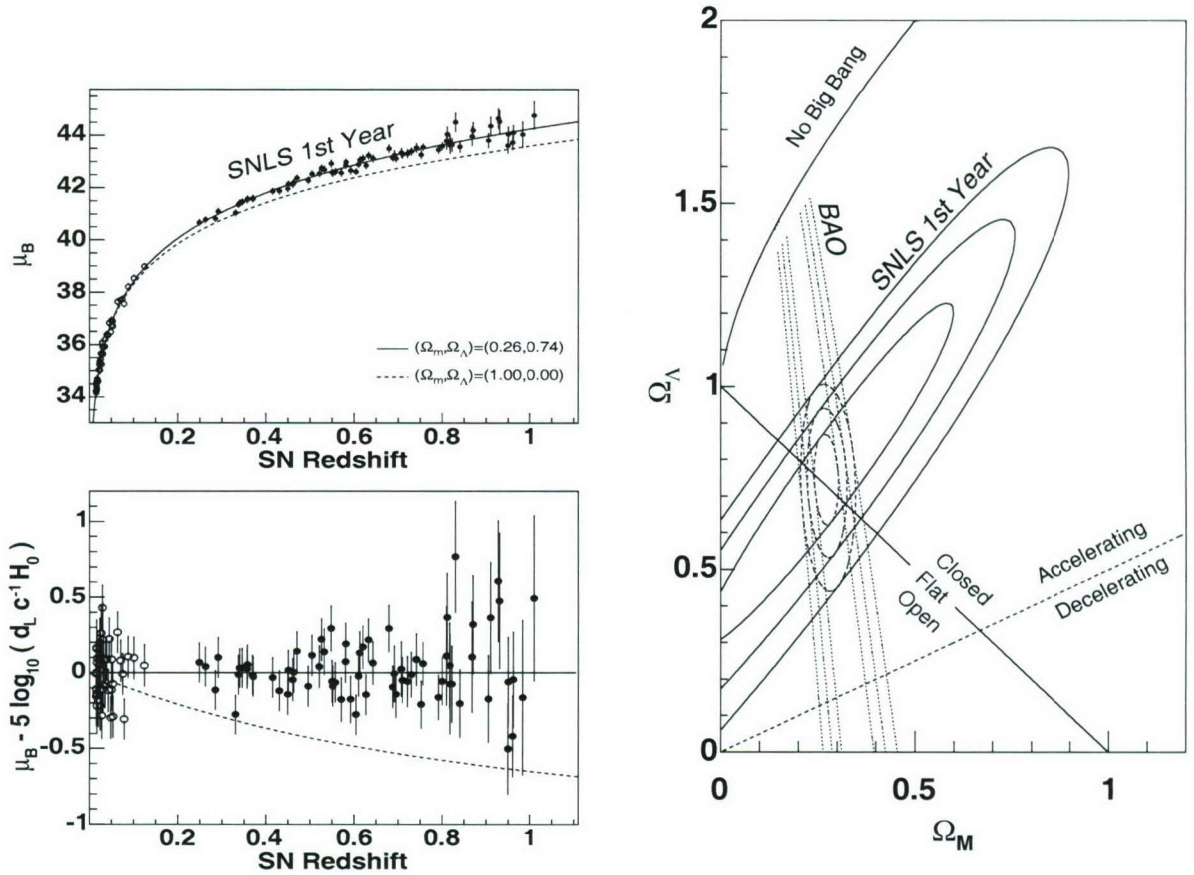 44
42
40
38
36
34
μB
SNLS 1st Year
(Ωm,ΩΛ)=(0.26,0.74)
(Ωm,ΩΛ)=(1.00,0.00)
0.2 0.4 0.6 0.8 1
SN Redshift
1
0.5
0
-0.5
-1
μB - 5 log10 ( dL c-1H0 )
0.2 0.4 0.6 0.8 1
SN Redshift
2
1.5
1
0.5
0
ΩΛ
No Big Bang
BAO
SNLS 1st Year
Closed
Flat
Open
Accelerating
Decelerating
0 0.5 1
ΩM